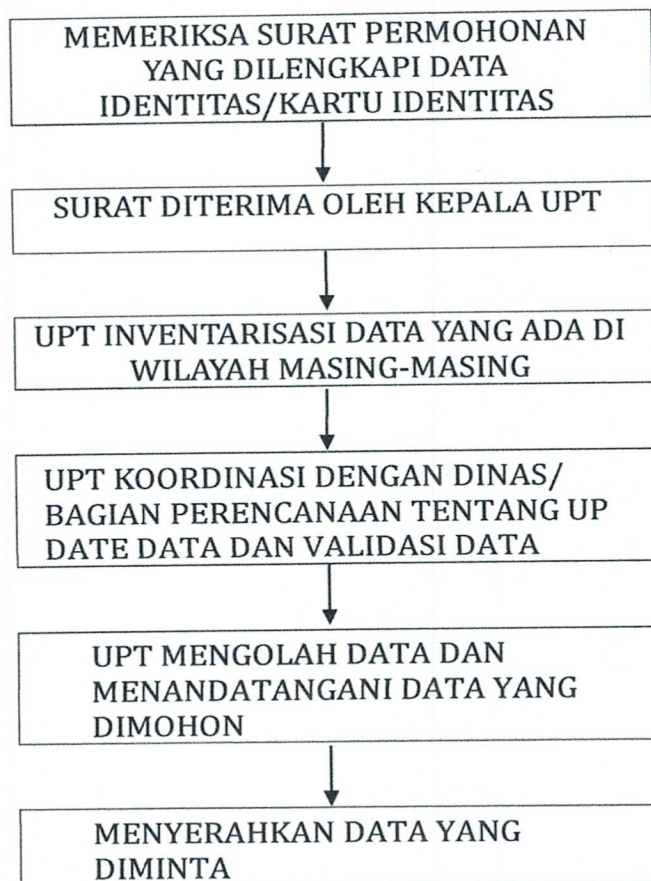 MEMERIKSA SURAT PERMOHONAN
YANG DILENGKAPI DATA
IDENTITAS/KARTU IDENTITAS
SURAT DITERIMA OLEH KEPALA UPT
UPT INVENTARISASI DATA YANG ADA DI
WILAYAH MASING-MASING
UPT KOORDINASI DENGAN DINAS/
BAGIAN PERENCANAAN TENTANG UP
DATE DATA DAN VALIDASI DATA
UPT MENGOLAH DATA DAN
MENANDATANGANI DATA YANG
DIMOHON
MENYERAHKAN DATA YANG
DIMINTA